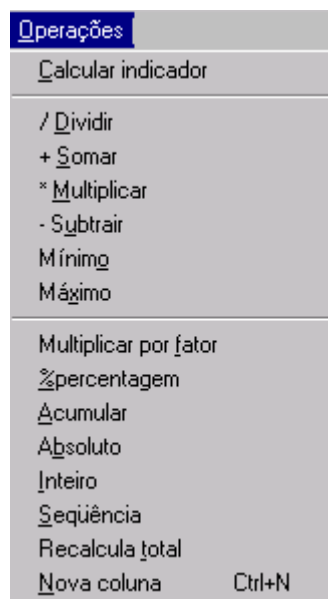 Operações
Calcular indicador
/ Dividir
+ Somar
* Multiplicar
- Subtrair
Mínimo
Máximo
Multiplicar por fator
%percentagem
Acumular
Absoluto
Inteiro
Seqüência
Recalcula total
Nova coluna Ctrl+N